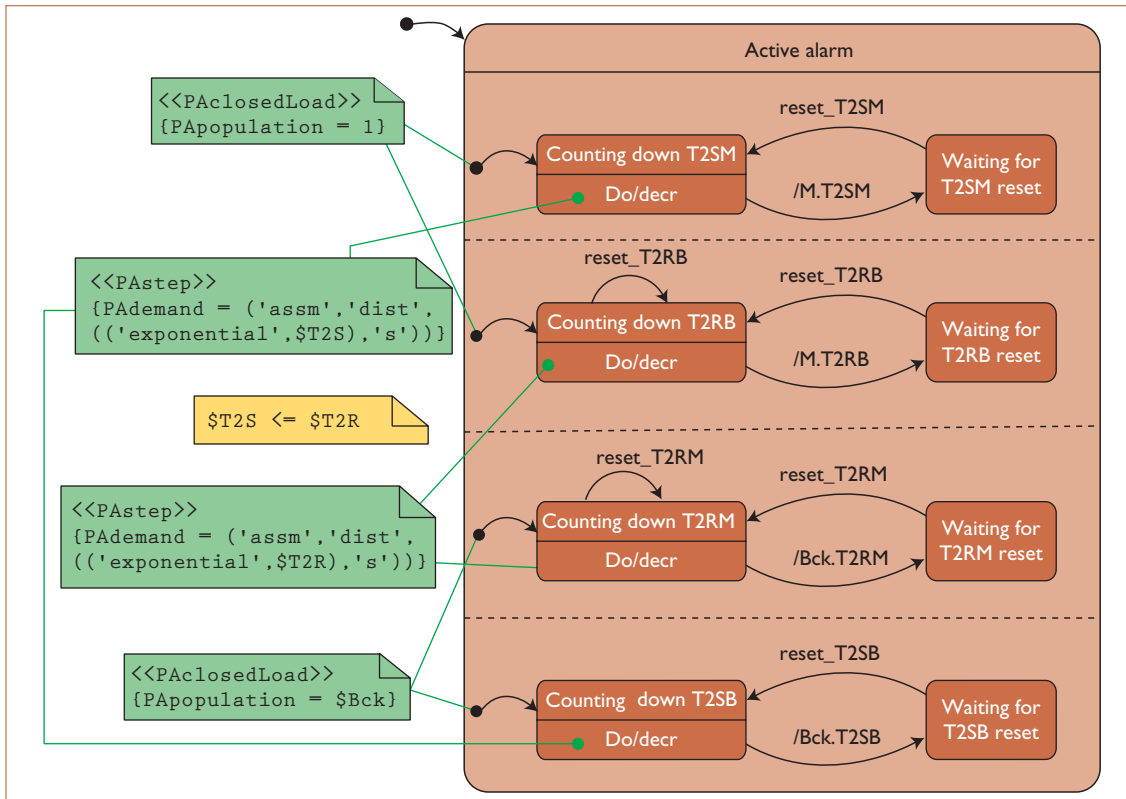 Active alarm
<<PAclosedLoad>>
{PApopulation = 1}
reset_T2SM
Counting down T2SM
Do/decr
/M.T2SM
Waiting for
T2SM reset
<<PAstep>>
{PAdemand = ('assm','dist',
(('exponential',$T2S),'s'))}
reset_T2RB
reset_T2RB
Counting down T2RB
Do/decr
/M.T2RB
Waiting for
T2RB reset
$T2S <= $T2R
<<PAstep>>
{PAdemand = ('assm','dist',
(('exponential',$T2R),'s'))}
reset_T2RM
reset_T2RM
Counting down T2RM
Do/decr
/Bck.T2RM
Waiting for
T2RM reset
<<PAclosedLoad>>
{PApopulation = $Bck}
reset_T2SB
Counting down T2SB
Do/decr
/Bck.T2SB
Waiting for
T2SB reset